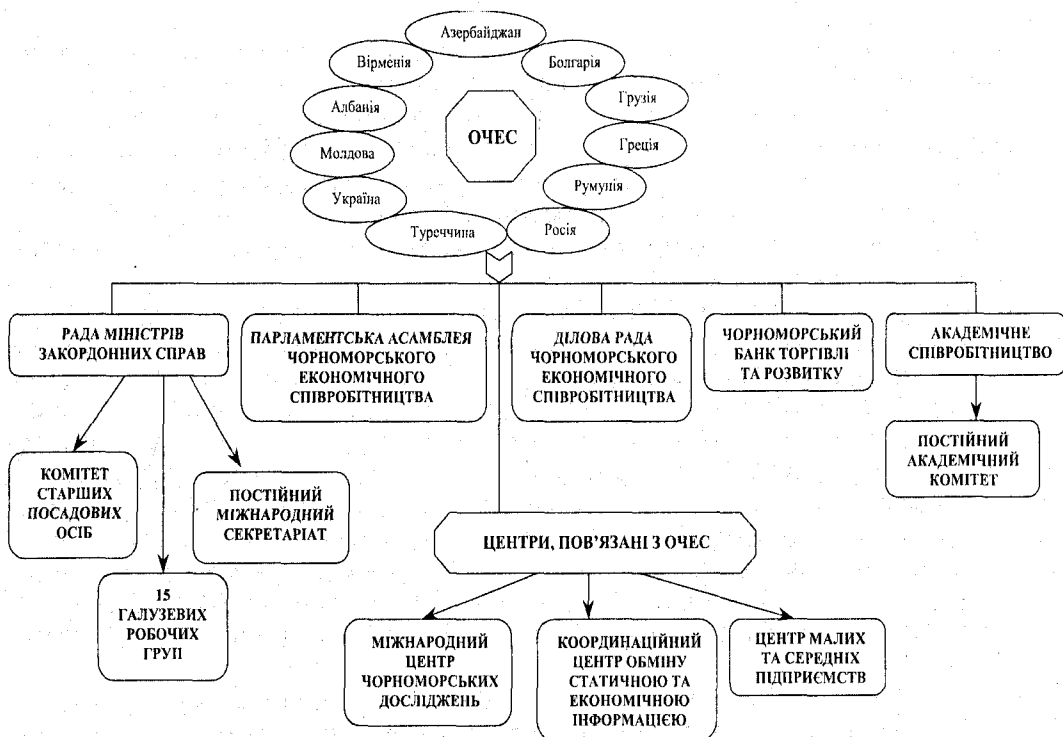 Азербайджан
Вірменія
Болгарія
Албанія
Грузія
ОЧЕС
Молдова
Греція
Україна
Румунія
Туреччина
Росія
РАДА МІНІСТРІВ
ЗАКОРДОННИХ СПРАВ
ПАРЛАМЕНТСЬКА АСАМБЛЕЯ
ЧОРНОМОРСЬКОГО
ЕКОНОМІЧНОГО
СПІВРОБІТНИЦТВА
ДІЛОВА РАДА
ЧОРНОМОРСЬКОГО
ЕКОНОМІЧНОГО
СПІВРОБІТНИЦТВА
ЧОРНОМОРСЬКИЙ
БАНК ТОРГІВЛІ
ТА РОЗВИТКУ
АКАДЕМІЧНЕ
СПІВРОБІТНИЦТВО
КОМІТЕТ
СТАРШИХ
ПОСАДОВИХ
ОСІБ
ПОСТІЙНИЙ
МІЖНАРОДНИЙ
СЕКРЕТАРІАТ
ПОСТІЙНИЙ
АКАДЕМІЧНИЙ
КОМІТЕТ
ЦЕНТРИ, ПОВ'ЯЗАНІ З ОЧЕС
15
ГАЛУЗЕВИХ
РОБОЧИХ
ГРУП
МІЖНАРОДНИЙ
ЦЕНТР
ЧОРНОМОРСЬКИХ
ДОСЛІДЖЕНЬ
КООРДИНАЦІЙНИЙ
ЦЕНТР ОБМІНУ
СТАТИЧНОЮ ТА
ЕКОНОМІЧНОЮ
ІНФОРМАЦІЄЮ
ЦЕНТР МАЛИХ
ТА СЕРЕДНІХ
ПІДПРИЄМСТВ